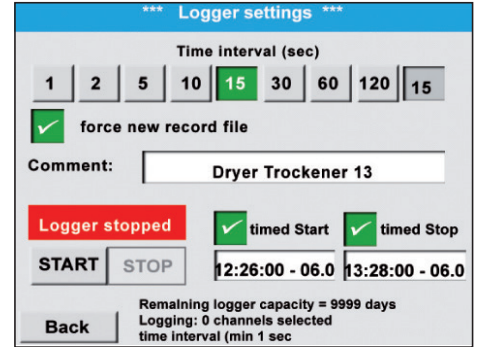 *** Logger settings ***
Time interval (sec)
1 2 5 10 15 30 60 120 15
force new record file
Comment: Dryer Trockener 13
Logger stopped
timed Start timed Stop
START STOP 12:26:00 - 06.0 13:28:00 - 06.0
Remaining logger capacity = 9999 days
Back Logging: 0 channels selected
time interval (min 1 sec